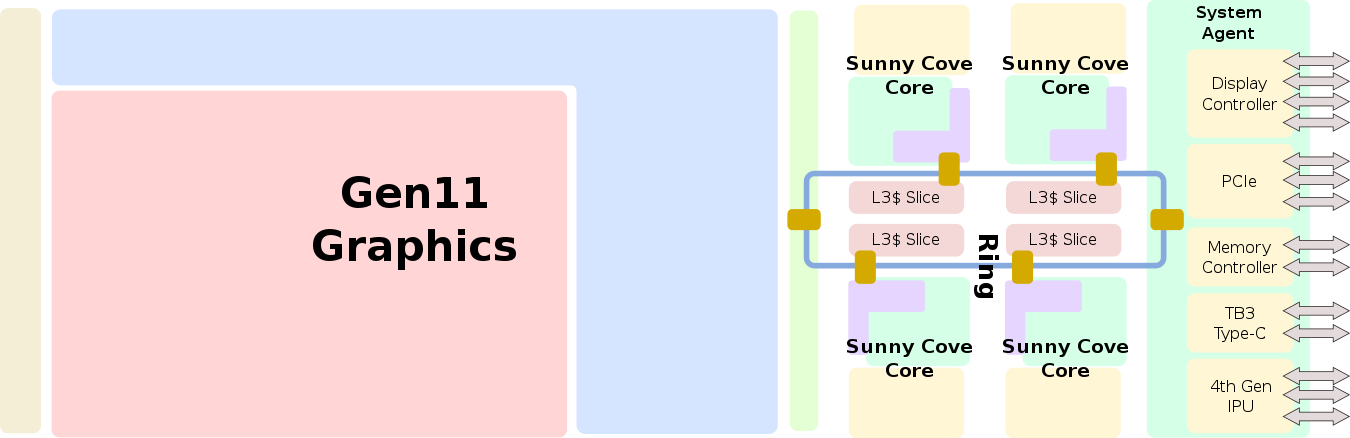 Gen11
Graphics
Sunny Cove
Core
Sunny Cove
Core
L3$ Slice
L3$ Slice
L3$ Slice
L3$ Slice
Ring
Sunny Cove
Core
Sunny Cove
Core
System
Agent
Display
Controller
PCIe
Memory
Controller
TB3
Type-C
4th Gen
IPU